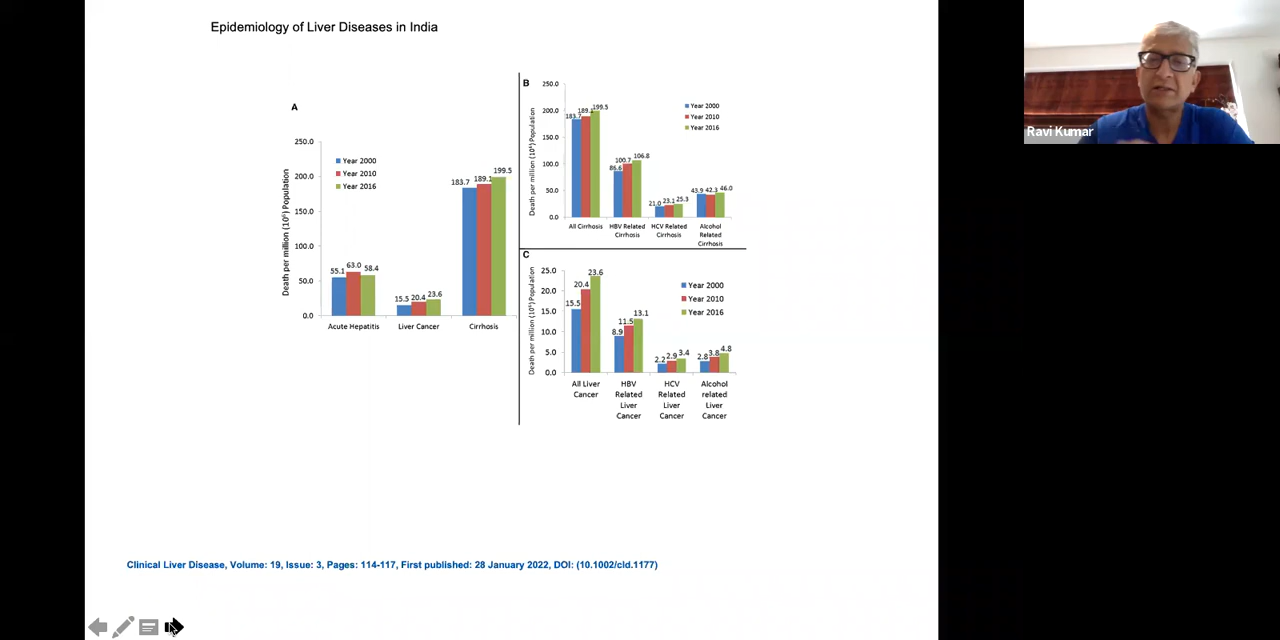 Epidemiology of Liver Diseases in India
Ravi Kumar
A
Death per million (10⁶) Population
250.0
200.0
150.0
100.0
50.0
0.0
Year 2000
Year 2010
Year 2016
55.1 63.0 58.4
15.5 20.4 23.6
183.7 189.1 199.5
Acute Hepatitis Liver Cancer Cirrhosis
B
Death per million (10⁶) Population
250.0
200.0
150.0
100.0
50.0
0.0
Year 2000
Year 2010
Year 2016
183.7 189.1 199.5
86.6 100.7 106.8
21.0 23.1 25.3
43.9 42.3 46.0
All Cirrhosis
HBV Related
Cirrhosis
HCV Related
Cirrhosis
Alcohol
Related
Cirrhosis
C
Death per million (10⁶) Population
25.0
20.0
15.0
10.0
5.0
0.0
Year 2000
Year 2010
Year 2016
15.5 20.4 23.6
8.9 11.5 13.1
2.2 2.9 3.4
2.8 3.8 4.8
All Liver
Cancer
HBV
Related
Liver
Cancer
HCV
Related
Liver
Cancer
Alcohol
related
Liver
Cancer
Clinical Liver Disease, Volume: 19, Issue: 3, Pages: 114-117, First published: 28 January 2022, DOI: (10.1002/cld.1177)